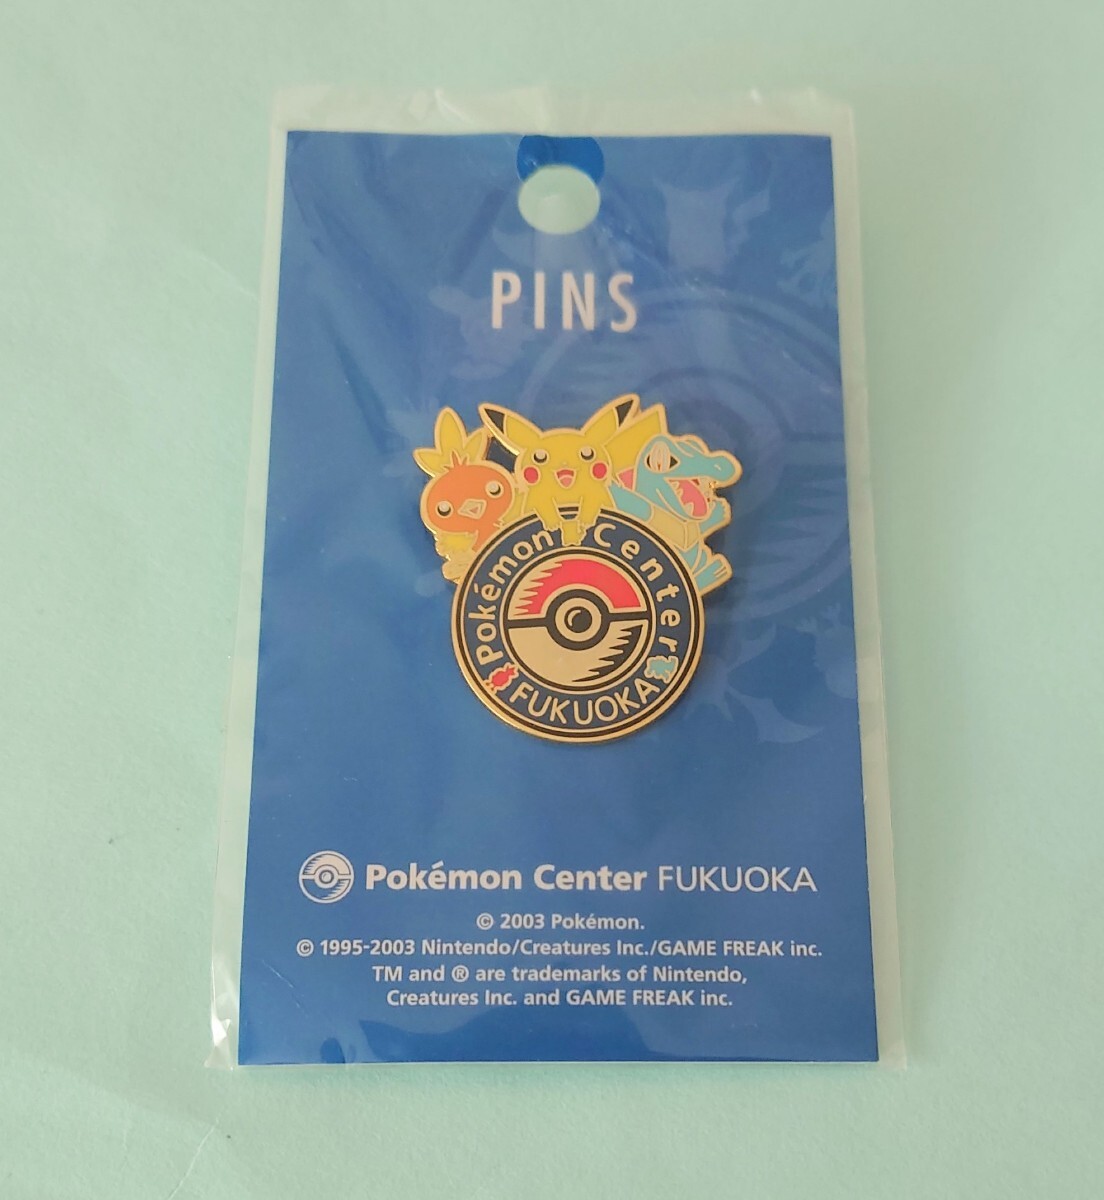 PINS
Pokémon Center
FUKUOKA
Pokémon Center FUKUOKA
© 2003 Pokémon.
© 1995-2003 Nintendo/Creatures Inc./GAME FREAK inc.
TM and ® are trademarks of Nintendo,
Creatures Inc. and GAME FREAK inc.